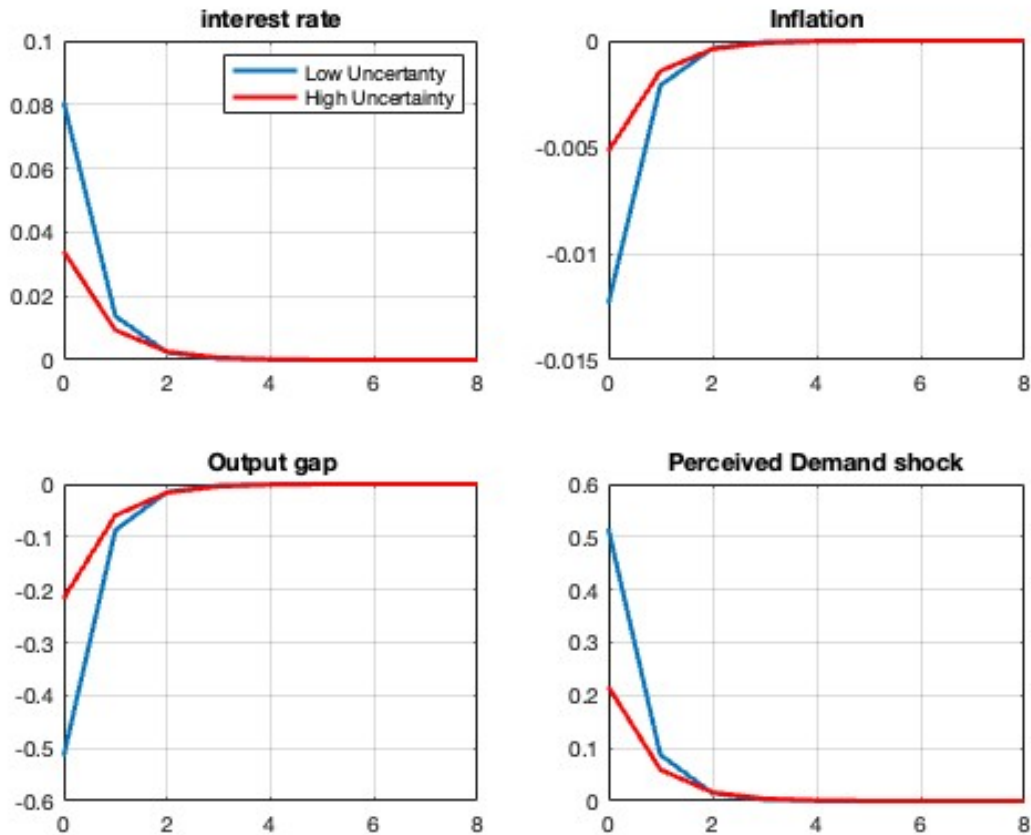 interest rate
0.1
0.08
0.06
0.04
0.02
0
0 2 4 6 8
Low Uncertanty
High Uncertainty
Inflation
0
-0.005
-0.01
-0.015
0 2 4 6 8
Output gap
0
-0.1
-0.2
-0.3
-0.4
-0.5
-0.6
0 2 4 6 8
Perceived Demand shock
0.6
0.5
0.4
0.3
0.2
0.1
0
0 2 4 6 8